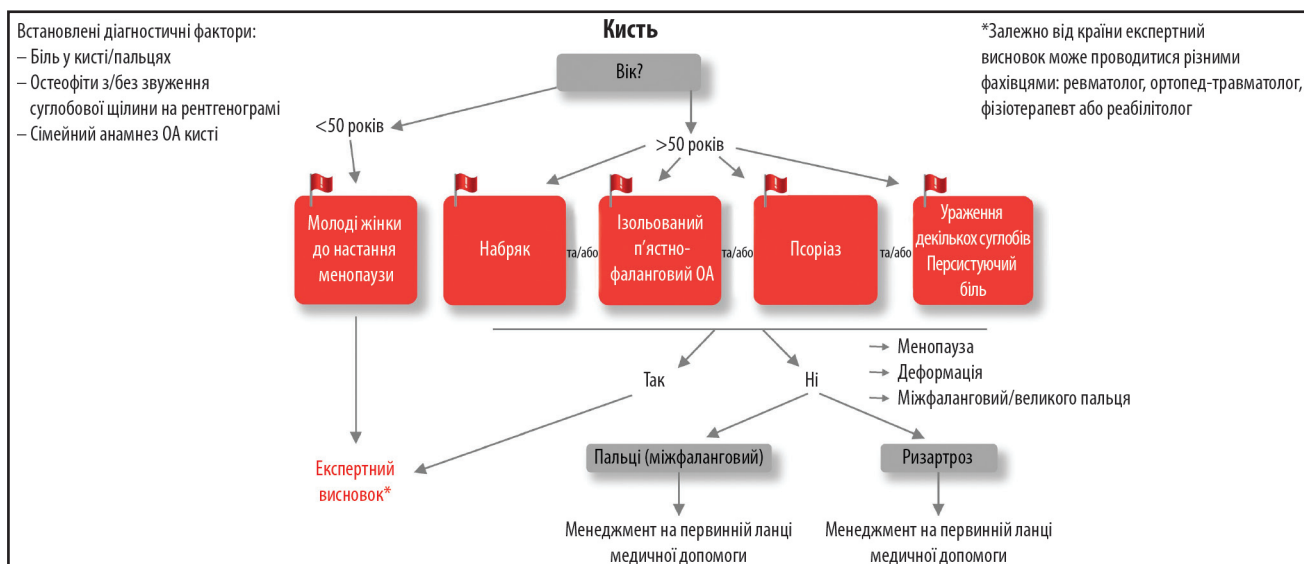 Встановлені діагностичні фактори:
– Біль у кисті/пальцях
– Остеофіти з/без звуження
суглобової щілини на рентгенограмі
– Сімейний анамнез ОА кисті
Кисть
Вік?
*Залежно від країни експертний
висновок може проводитися різними
фахівцями: ревматолог, ортопед-травматолог,
фізіотерапевт або реабілітолог
<50 років
>50 років
Молоді жінки
до настання
менопаузи
Набряк
та/або
Ізольований
п’ястно-
фаланговий ОА
та/або
Псоріаз
та/або
Ураження
декількох суглобів
Персистуючий
біль
Так
Ні
Менопауза
Деформація
Міжфаланговий/великого пальця
Експертний
висновок*
Пальці (міжфаланговий)
Ризартроз
Менеджмент на первинній ланці
медичної допомоги
Менеджмент на первинній ланці
медичної допомоги